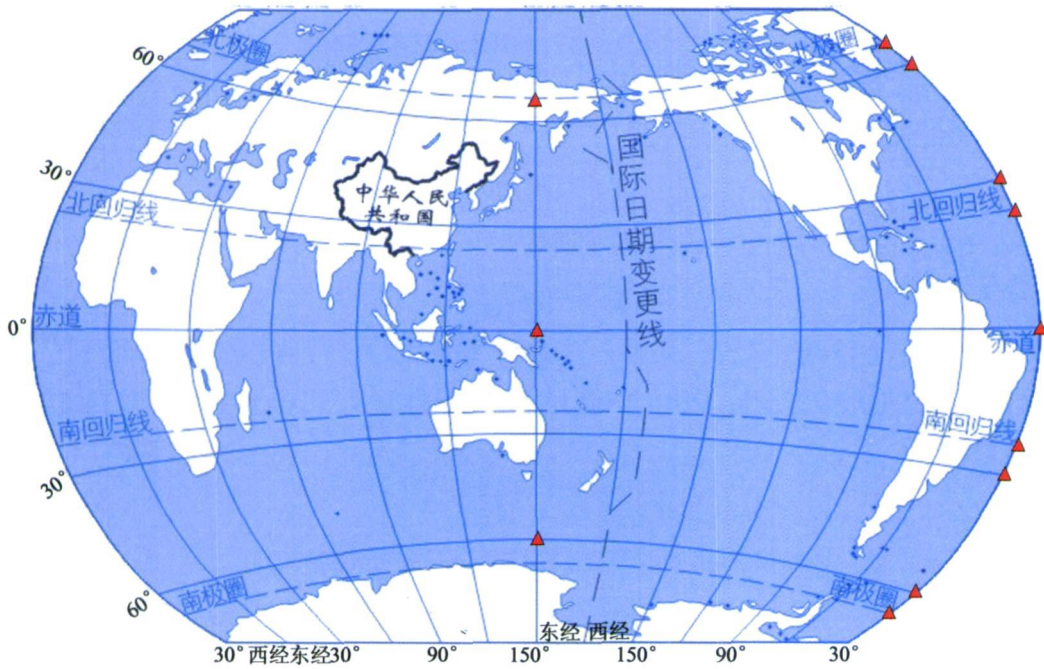 60°
北极圈
北极圈
30°
北回归线
中华人民
共和国
国际日期变更线
北回归线
0°
赤道
赤道
南回归线
南回归线
30°
南极圈
南极圈
60°
东经 西经
30° 西经东经30° 90° 150° 150° 90° 30°